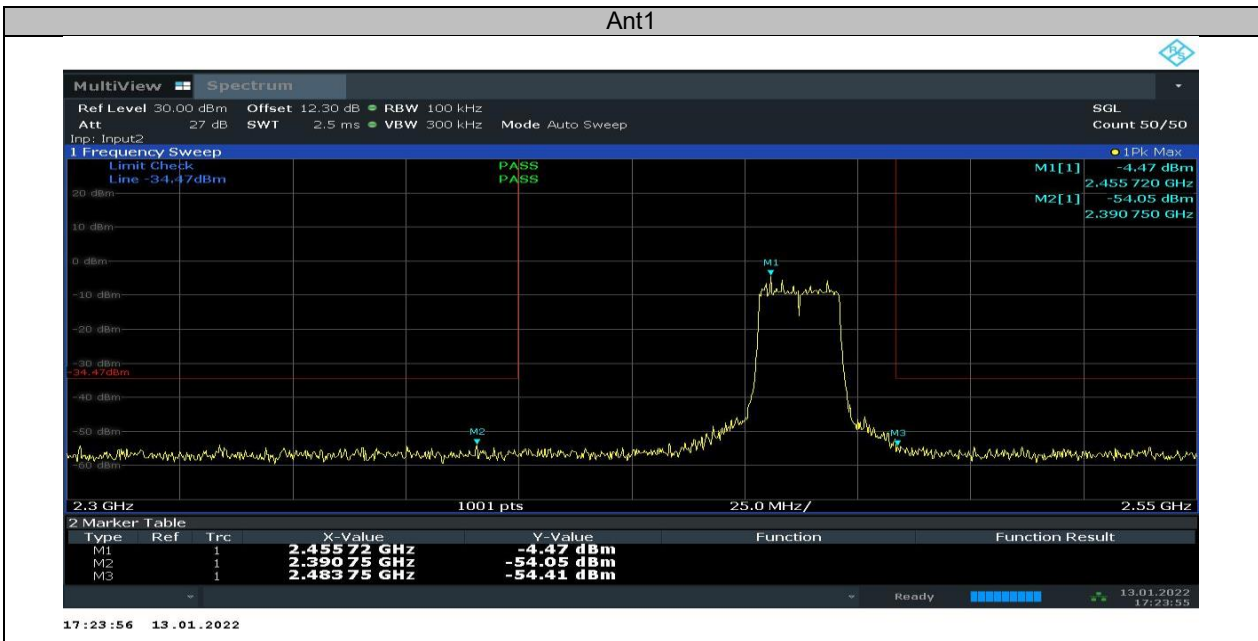 Ant1
R&S
MultiView Spectrum
Ref Level 30.00 dBm Offset 12.30 dB RBW 100 kHz SGL
Att 27 dB SWT 2.5 ms VBW 300 kHz Mode Auto Sweep Count 50/50
Inp: Input2
1 Frequency Sweep 1Pk Max
Limit Check PASS M1[1] -4.47 dBm
Line -34.47dBm PASS 2.455 720 GHz
20 dBm M2[1] -54.05 dBm
2.390 750 GHz
10 dBm
0 dBm
M1
-10 dBm
-20 dBm
-30 dBm
-34.47dBm
-40 dBm
-50 dBm
M2 M3
-60 dBm
2.3 GHz 1001 pts 25.0 MHz/ 2.55 GHz
2 Marker Table
Type Ref Trc X-Value Y-Value Function Function Result
M1 1 2.455 72 GHz -4.47 dBm
M2 1 2.390 75 GHz -54.05 dBm
M3 1 2.483 75 GHz -54.41 dBm
Ready 13.01.2022
17:23:55
17:23:56 13.01.2022